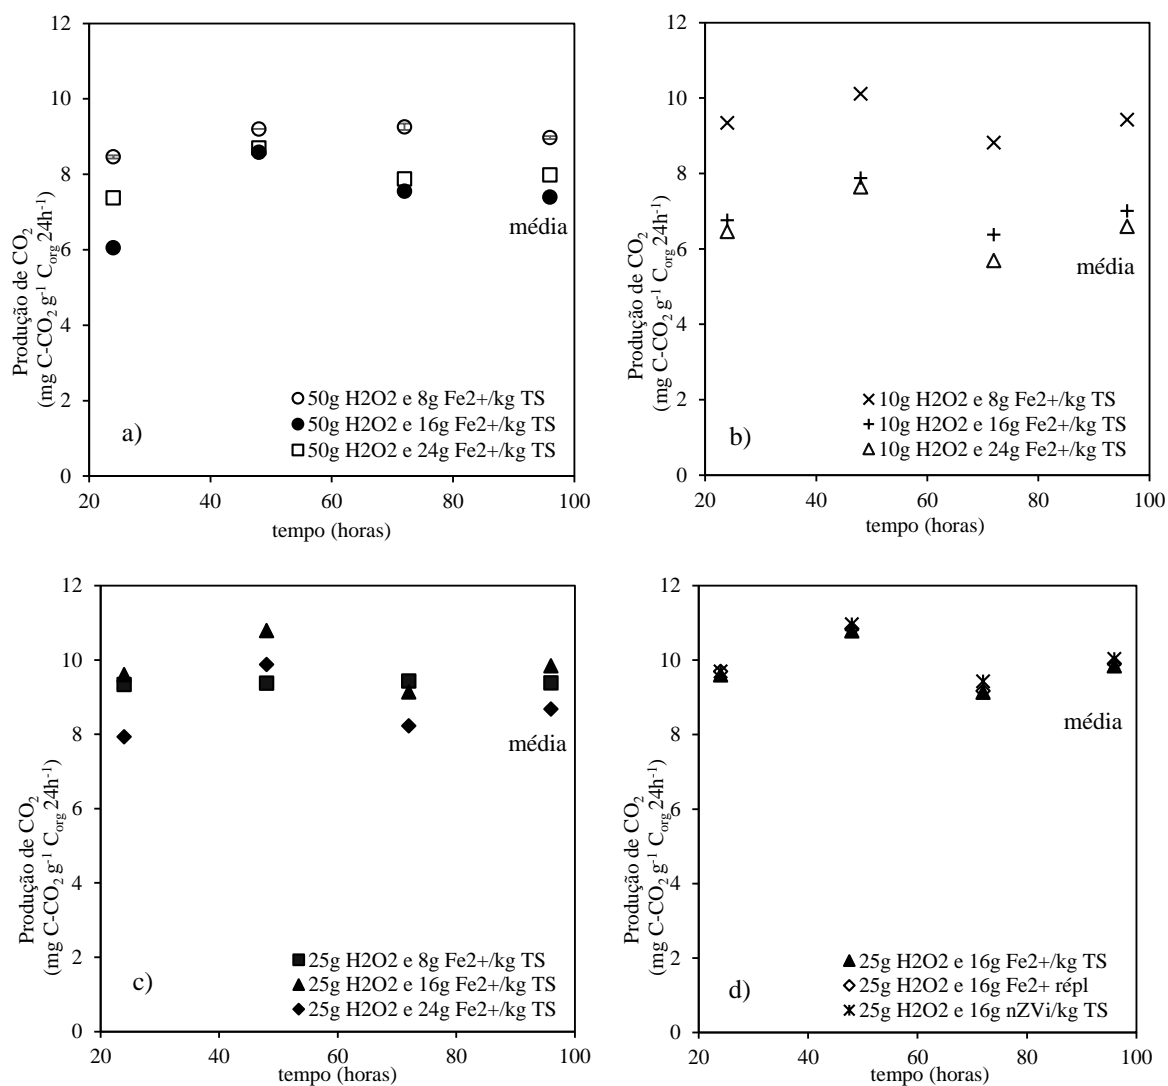 12
10
8
6
4
2
0
20
40
60
80
100
Produção de CO2
(mg C-CO2 g-1 Corg 24h-1)
tempo (horas)
média
50g H2O2 e 8g Fe2+/kg TS
50g H2O2 e 16g Fe2+/kg TS
50g H2O2 e 24g Fe2+/kg TS
a)
12
10
8
6
4
2
0
20
40
60
80
100
Produção de CO2
(mg C-CO2 g-1 Corg 24h-1)
tempo (horas)
média
10g H2O2 e 8g Fe2+/kg TS
10g H2O2 e 16g Fe2+/kg TS
10g H2O2 e 24g Fe2+/kg TS
b)
12
10
8
6
4
2
0
20
40
60
80
100
Produção de CO2
(mg C-CO2 g-1 Corg 24h-1)
tempo (horas)
média
25g H2O2 e 8g Fe2+/kg TS
25g H2O2 e 16g Fe2+/kg TS
25g H2O2 e 24g Fe2+/kg TS
c)
12
10
8
6
4
2
0
20
40
60
80
100
Produção de CO2
(mg C-CO2 g-1 Corg 24h-1)
tempo (horas)
média
25g H2O2 e 16g Fe2+/kg TS
25g H2O2 e 16g Fe2+ répl
25g H2O2 e 16g nZVi/kg TS
d)